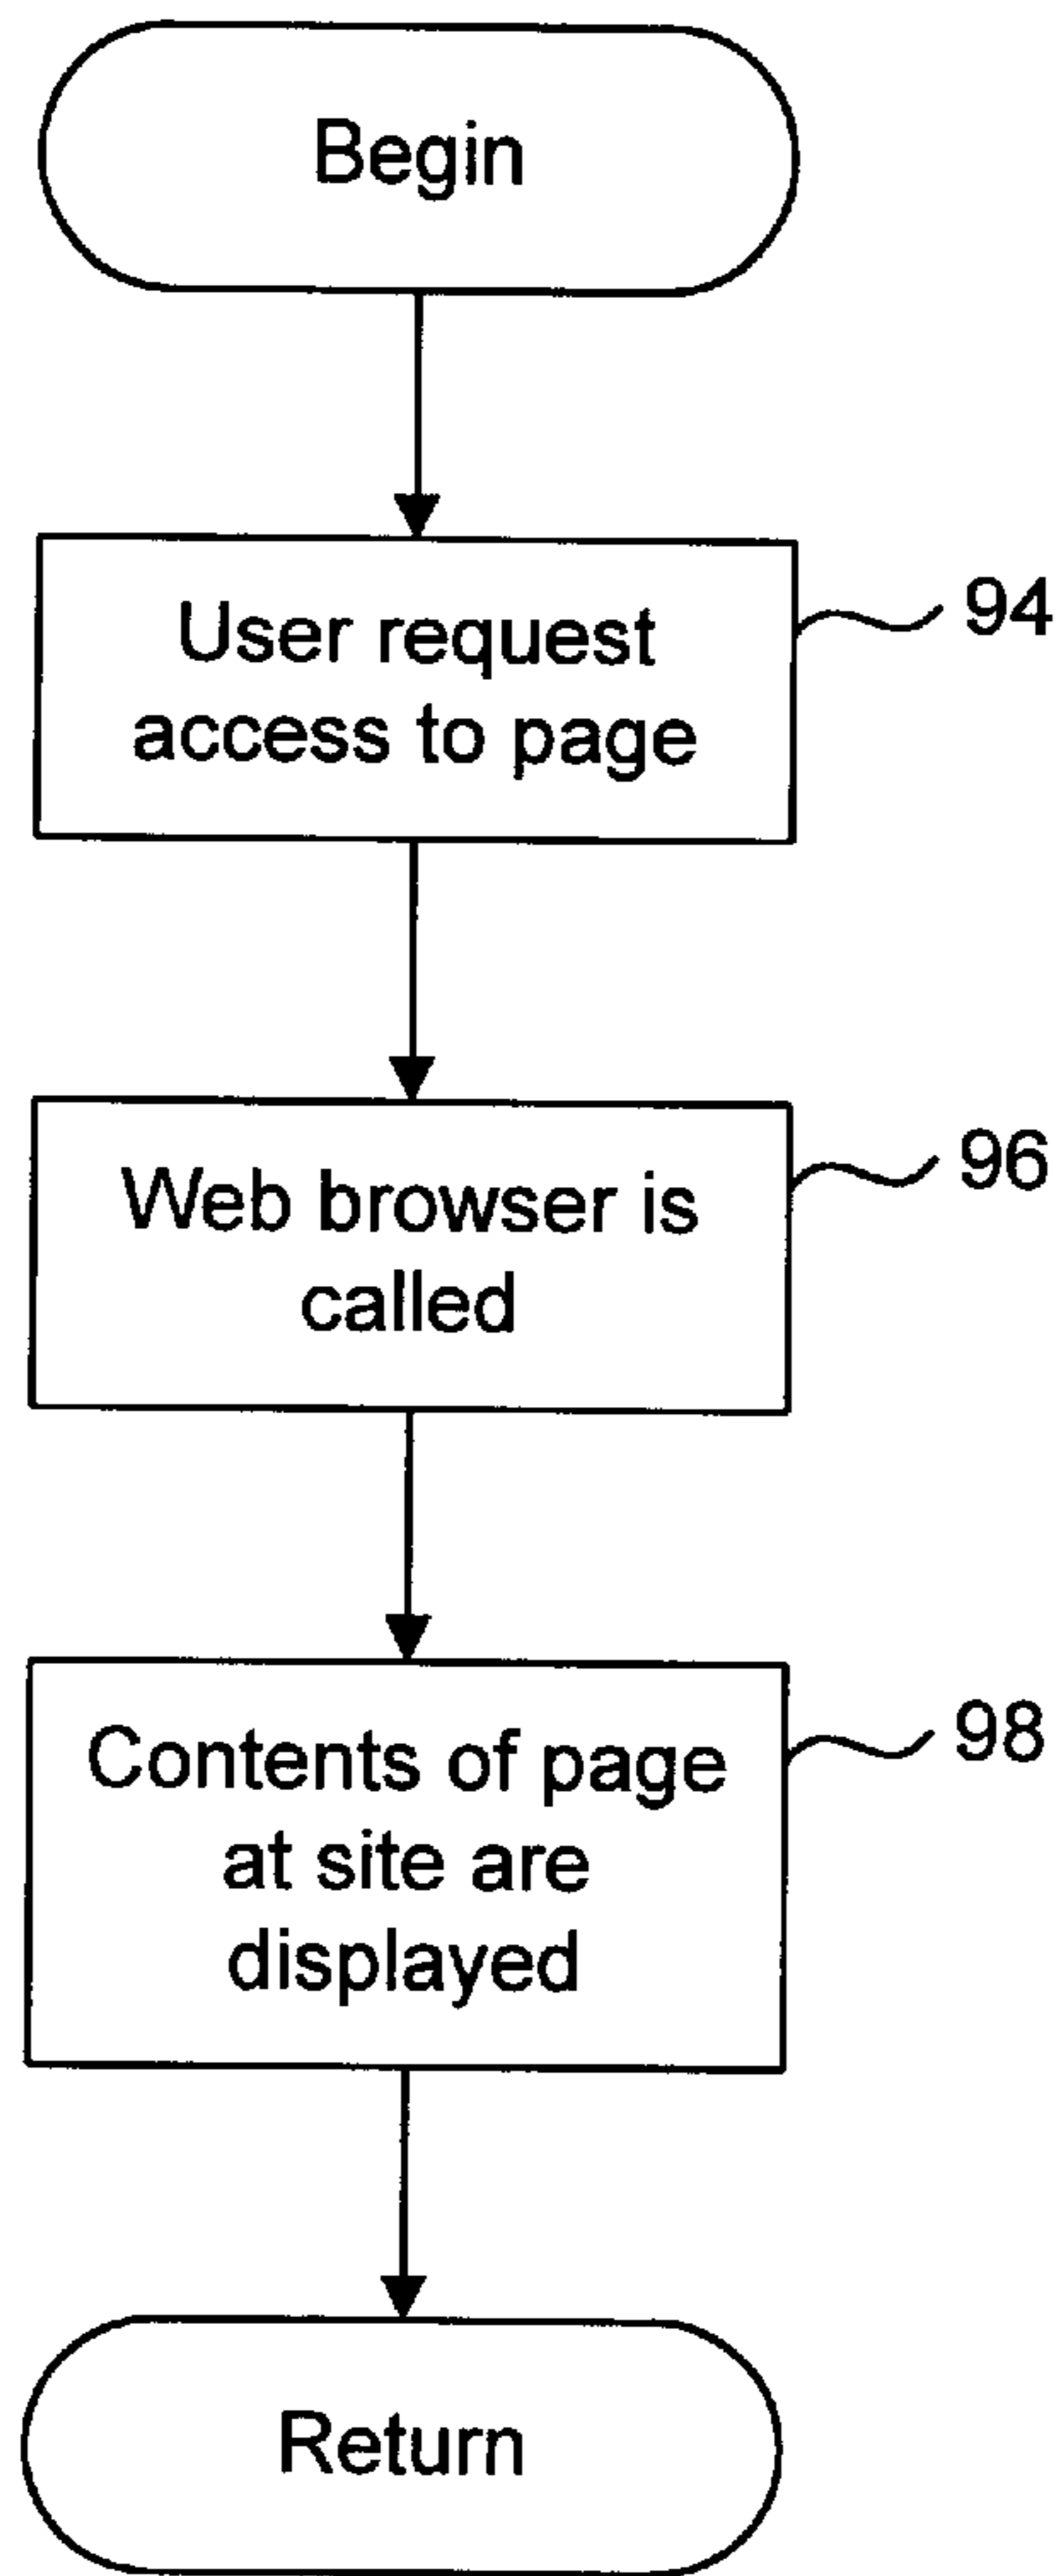 Begin
User request
access to page
94
Web browser is
called
96
Contents of page
at site are
displayed
98
Return